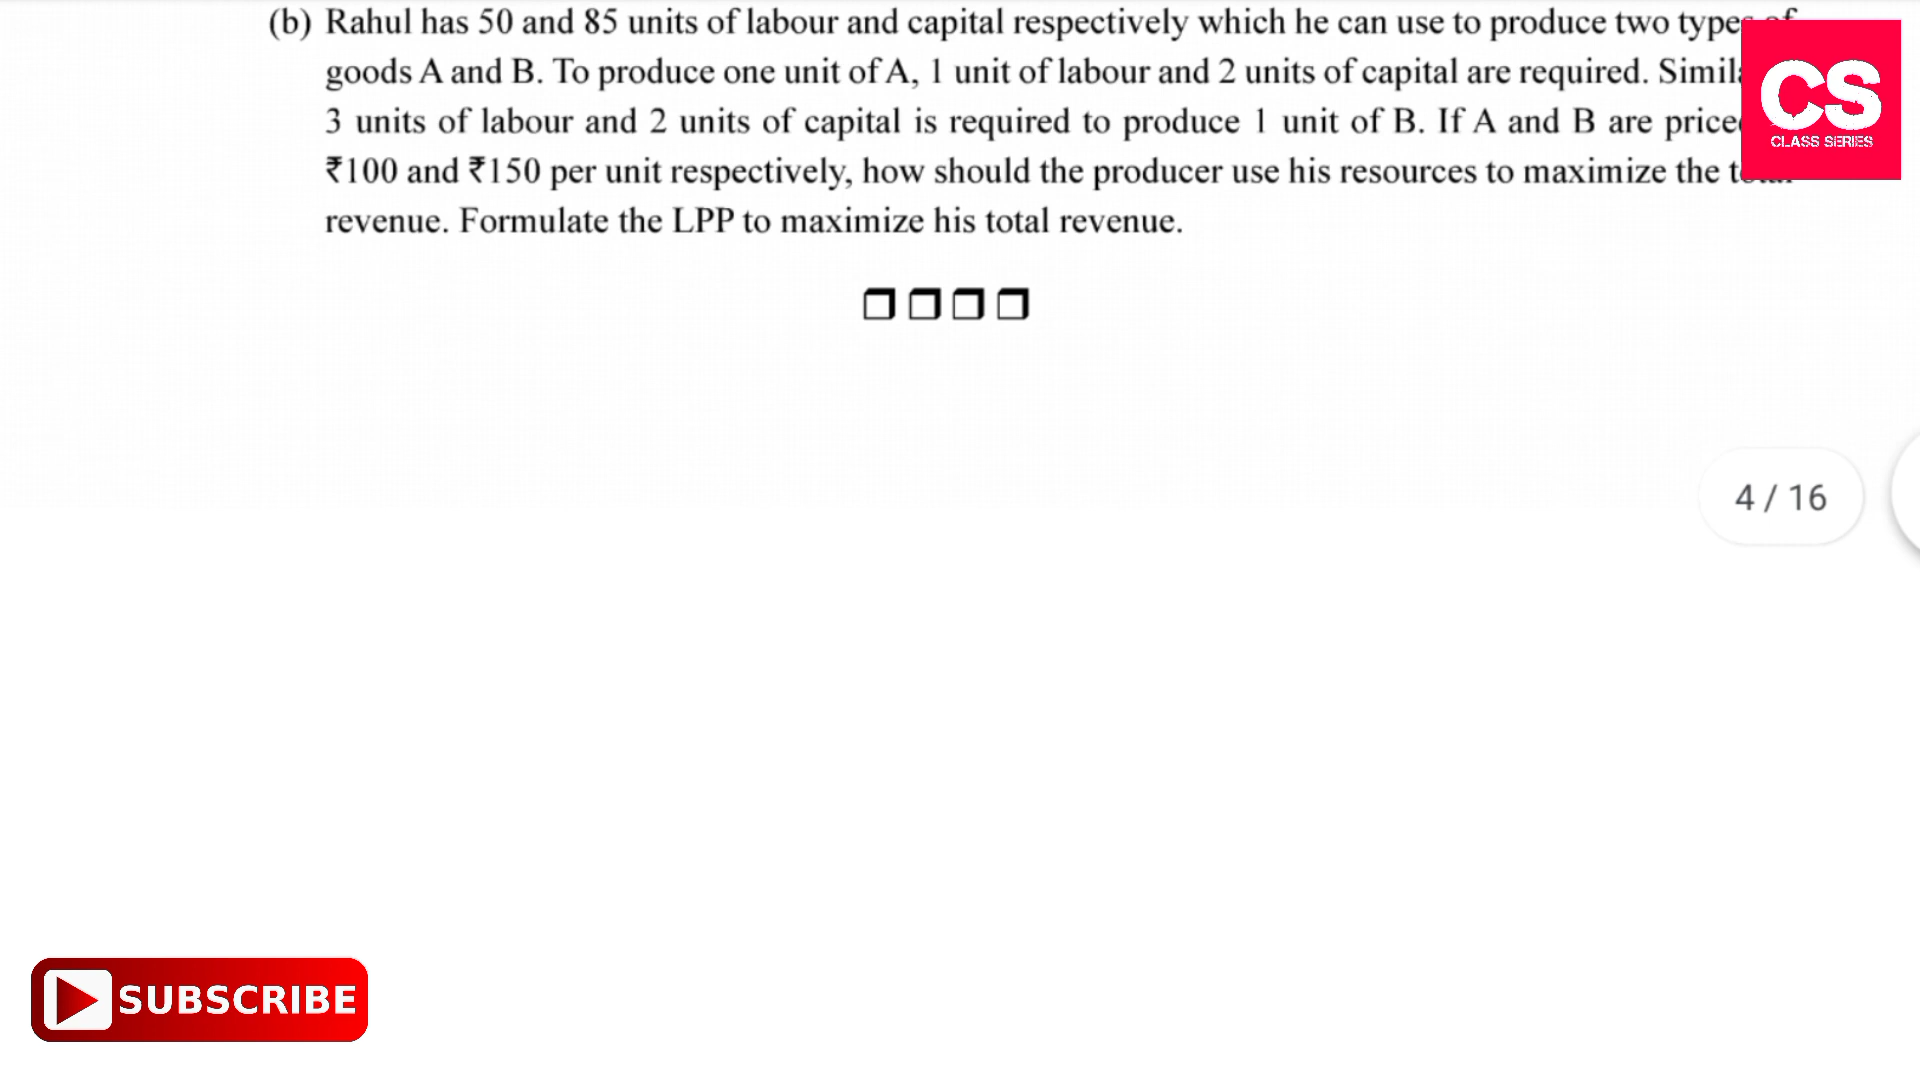 (b) Rahul has 50 and 85 units of labour and capital respectively which he can use to produce two
goods A and B. To produce one unit of A, 1 unit of labour and 2 units of capital are required.
3 units of labour and 2 units of capital is required to produce 1 unit of B. If A and B are
₹100 and ₹150 per unit respectively, how should the producer use his resources to maximize the
revenue. Formulate the LPP to maximize his total revenue.
CS
CLASS SERIES
4 / 16
SUBSCRIBE